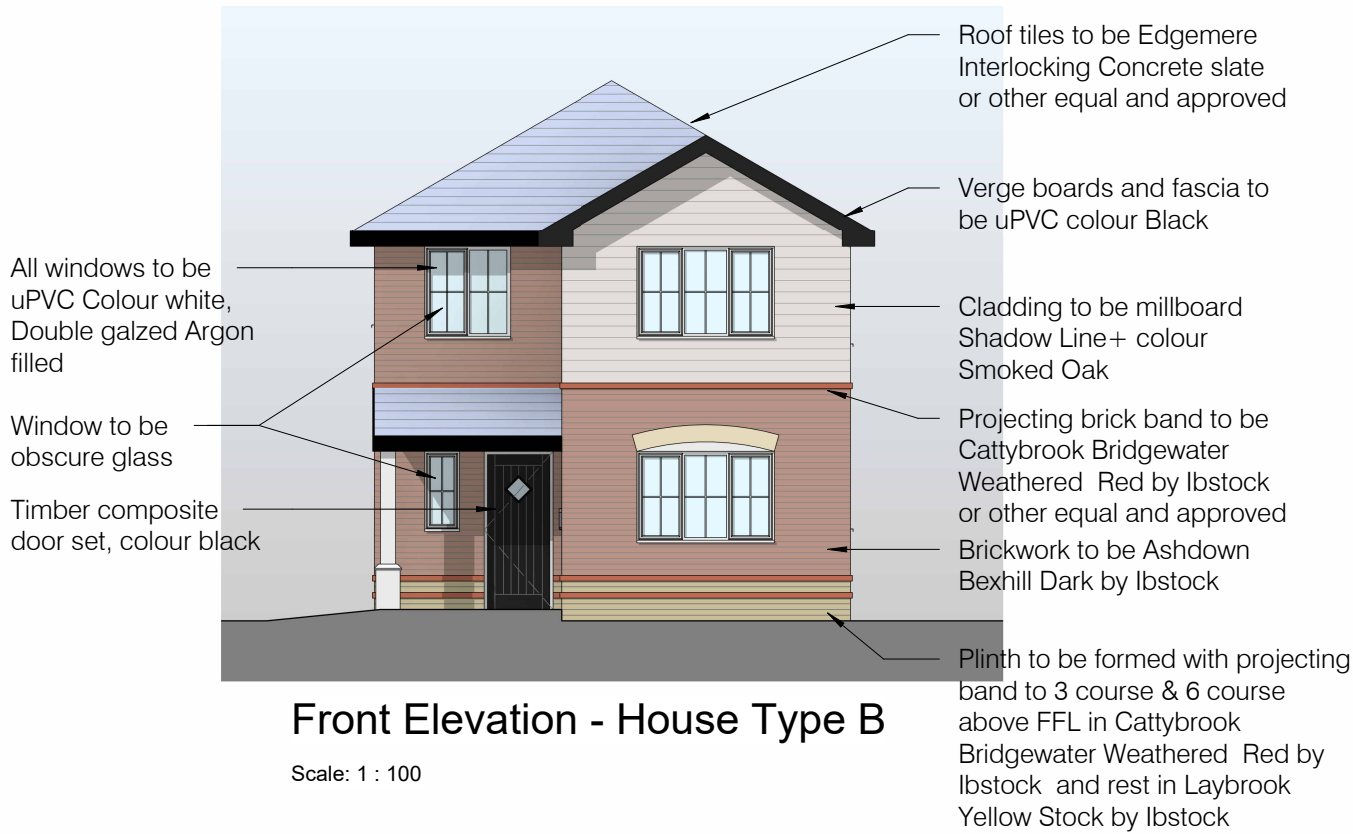 Roof tiles to be Edgemere
Interlocking Concrete slate
or other equal and approved
Verge boards and fascia to
be uPVC colour Black
All windows to be
uPVC Colour white,
Double galzed Argon
filled
Cladding to be millboard
Shadow Line+ colour
Smoked Oak
Window to be
obscure glass
Projecting brick band to be
Cattybrook Bridgewater
Weathered Red by Ibstock
or other equal and approved
Timber composite
door set, colour black
Brickwork to be Ashdown
Bexhill Dark by Ibstock
Plinth to be formed with projecting
band to 3 course & 6 course
above FFL in Cattybrook
Bridgewater Weathered Red by
Ibstock and rest in Laybrook
Yellow Stock by Ibstock
Front Elevation - House Type B
Scale: 1 : 100